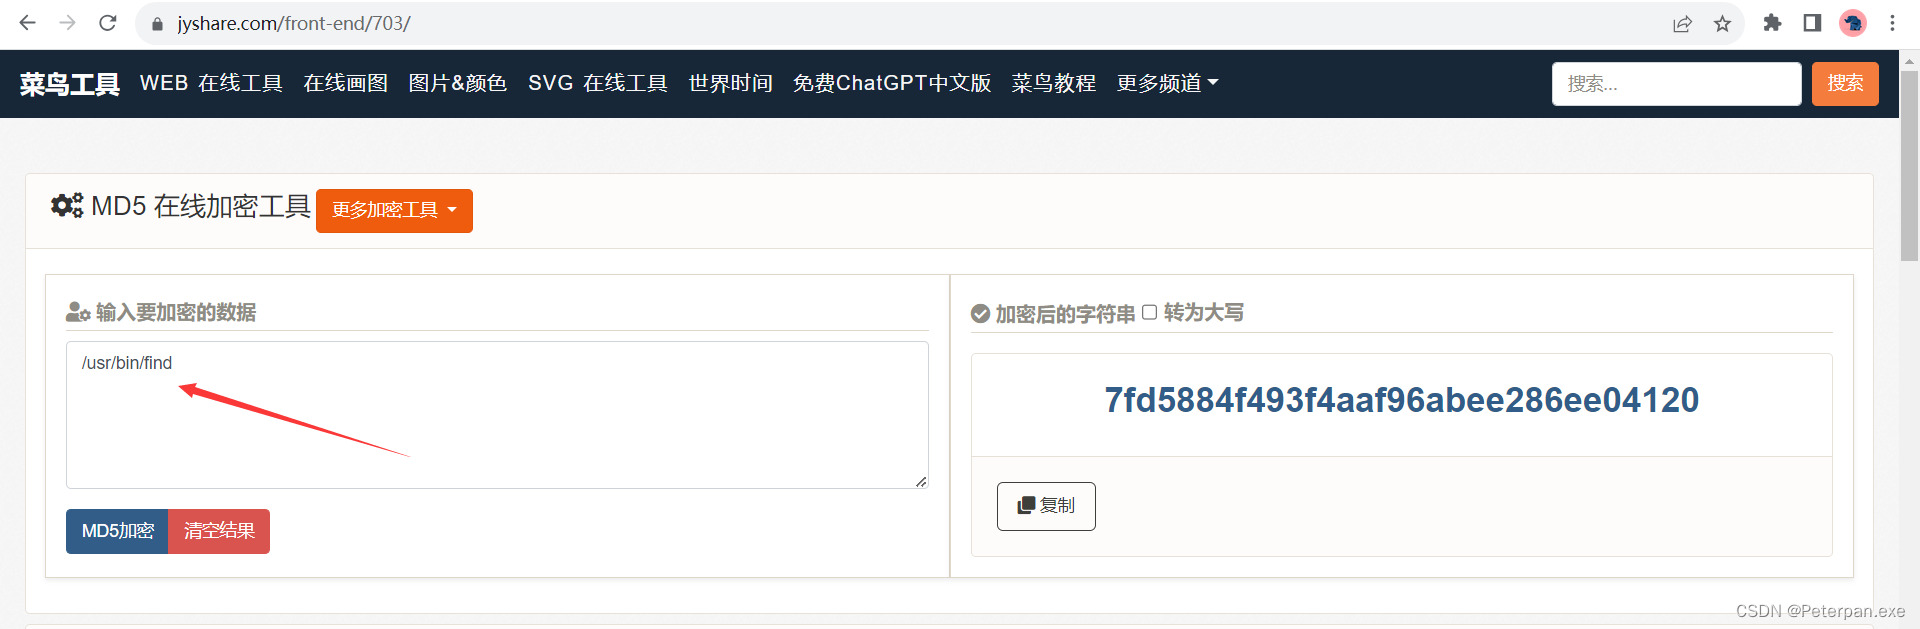 jyshare.com/front-end/703/
菜鸟工具 WEB 在线工具 在线画图 图片&颜色 SVG 在线工具 世界时间 免费ChatGPT中文版 菜鸟教程 更多频道 搜索... 搜索
MD5 在线加密工具 更多加密工具
输入要加密的数据
/usr/bin/find
MD5加密 清空结果
加密后的字符串 转为大写
7fd5884f493f4aaf96abee286ee04120
复制
CSDN @Peterpan.exe